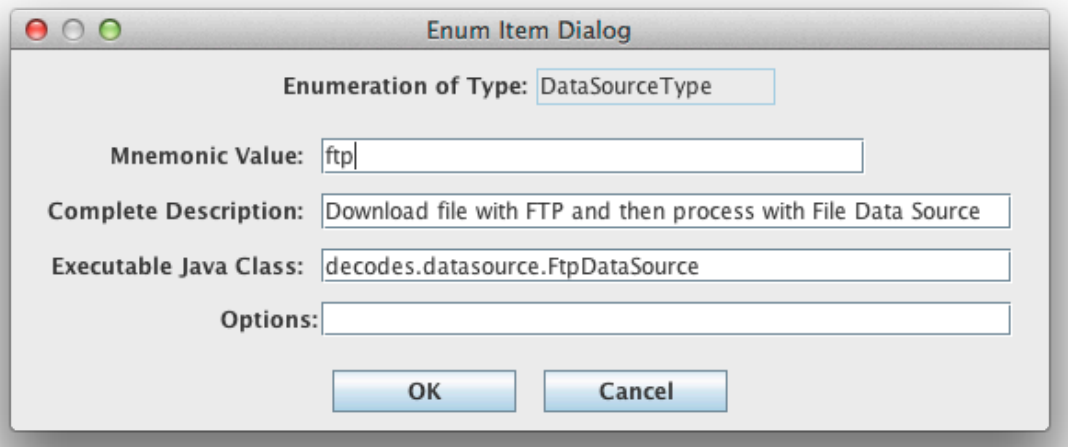 Enum Item Dialog
Enumeration of Type: DataSourceType
Mnemonic Value: ftp
Complete Description: Download file with FTP and then process with File Data Source
Executable Java Class: decodes.datasource.FtpDataSource
Options:
OK Cancel